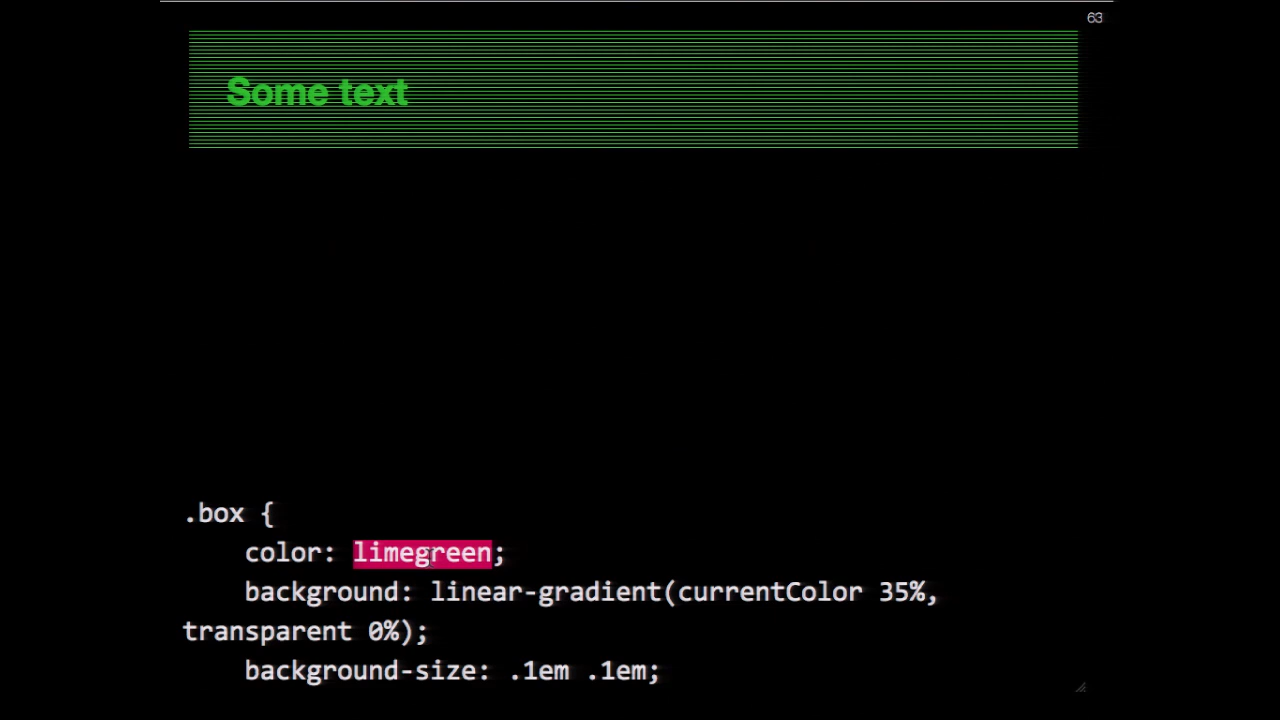 63
Some text
.box {
color: limegreen;
background: linear-gradient(currentColor 35%,
transparent 0%);
background-size: .1em .1em;